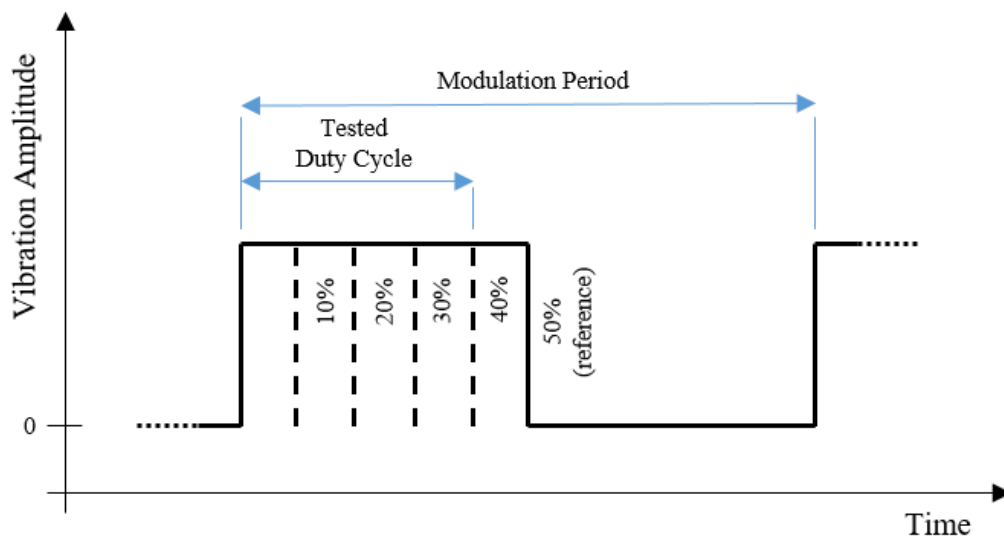 Vibration Amplitude
Modulation Period
Tested
Duty Cycle
10%
20%
30%
40%
50%
(reference)
0
Time